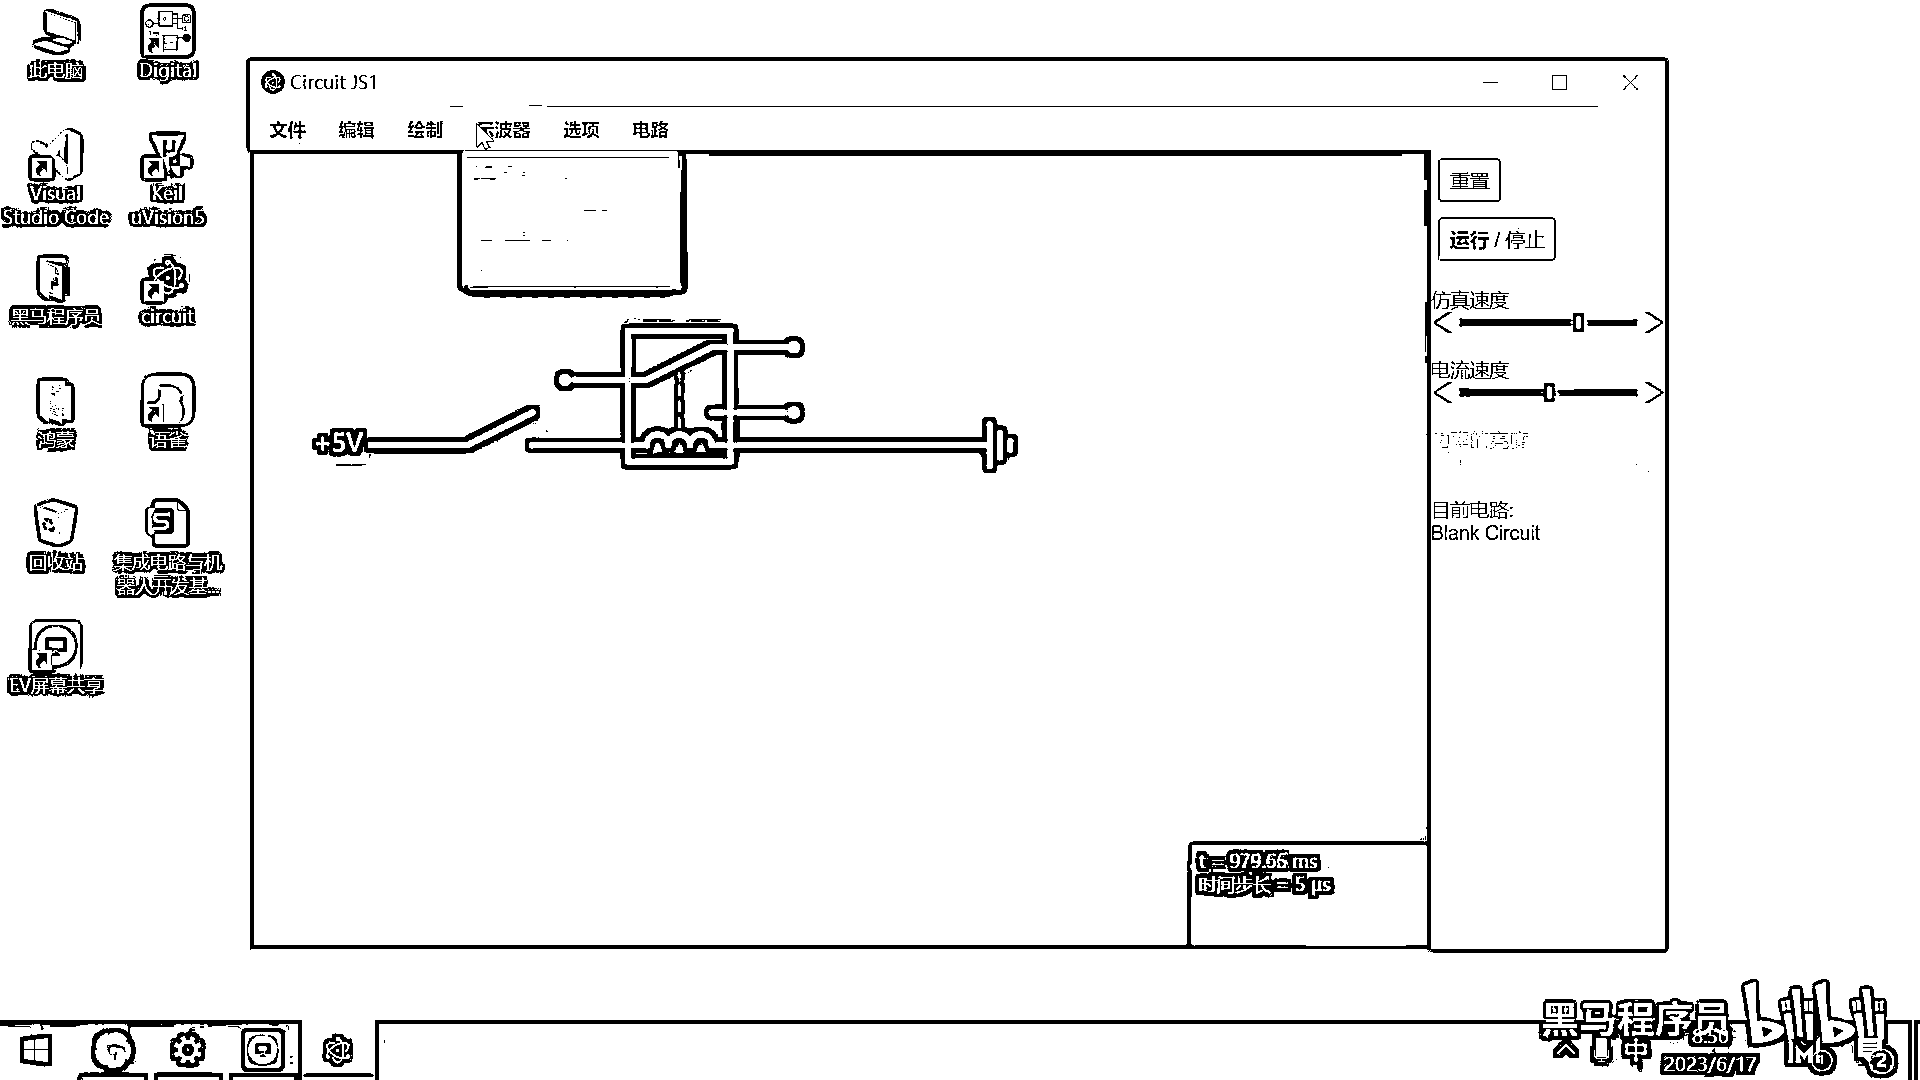 此电脑
Digital
Visual
Studio Code
Keil
uVision5
黑马程序员
circuit
鸿蒙
语雀
回收站
集成电路与机
器人开发基...
EV屏幕共享
Circuit JS1
文件 编辑 绘制 波器 选项 电路
重置
运行 / 停止
仿真速度
电流速度
目前电路:
Blank Circuit
+5V
t = 979.66 ms
时间步长 = 5 μs
黑马程序员 bilibili
中
8:50
2023/6/17
2